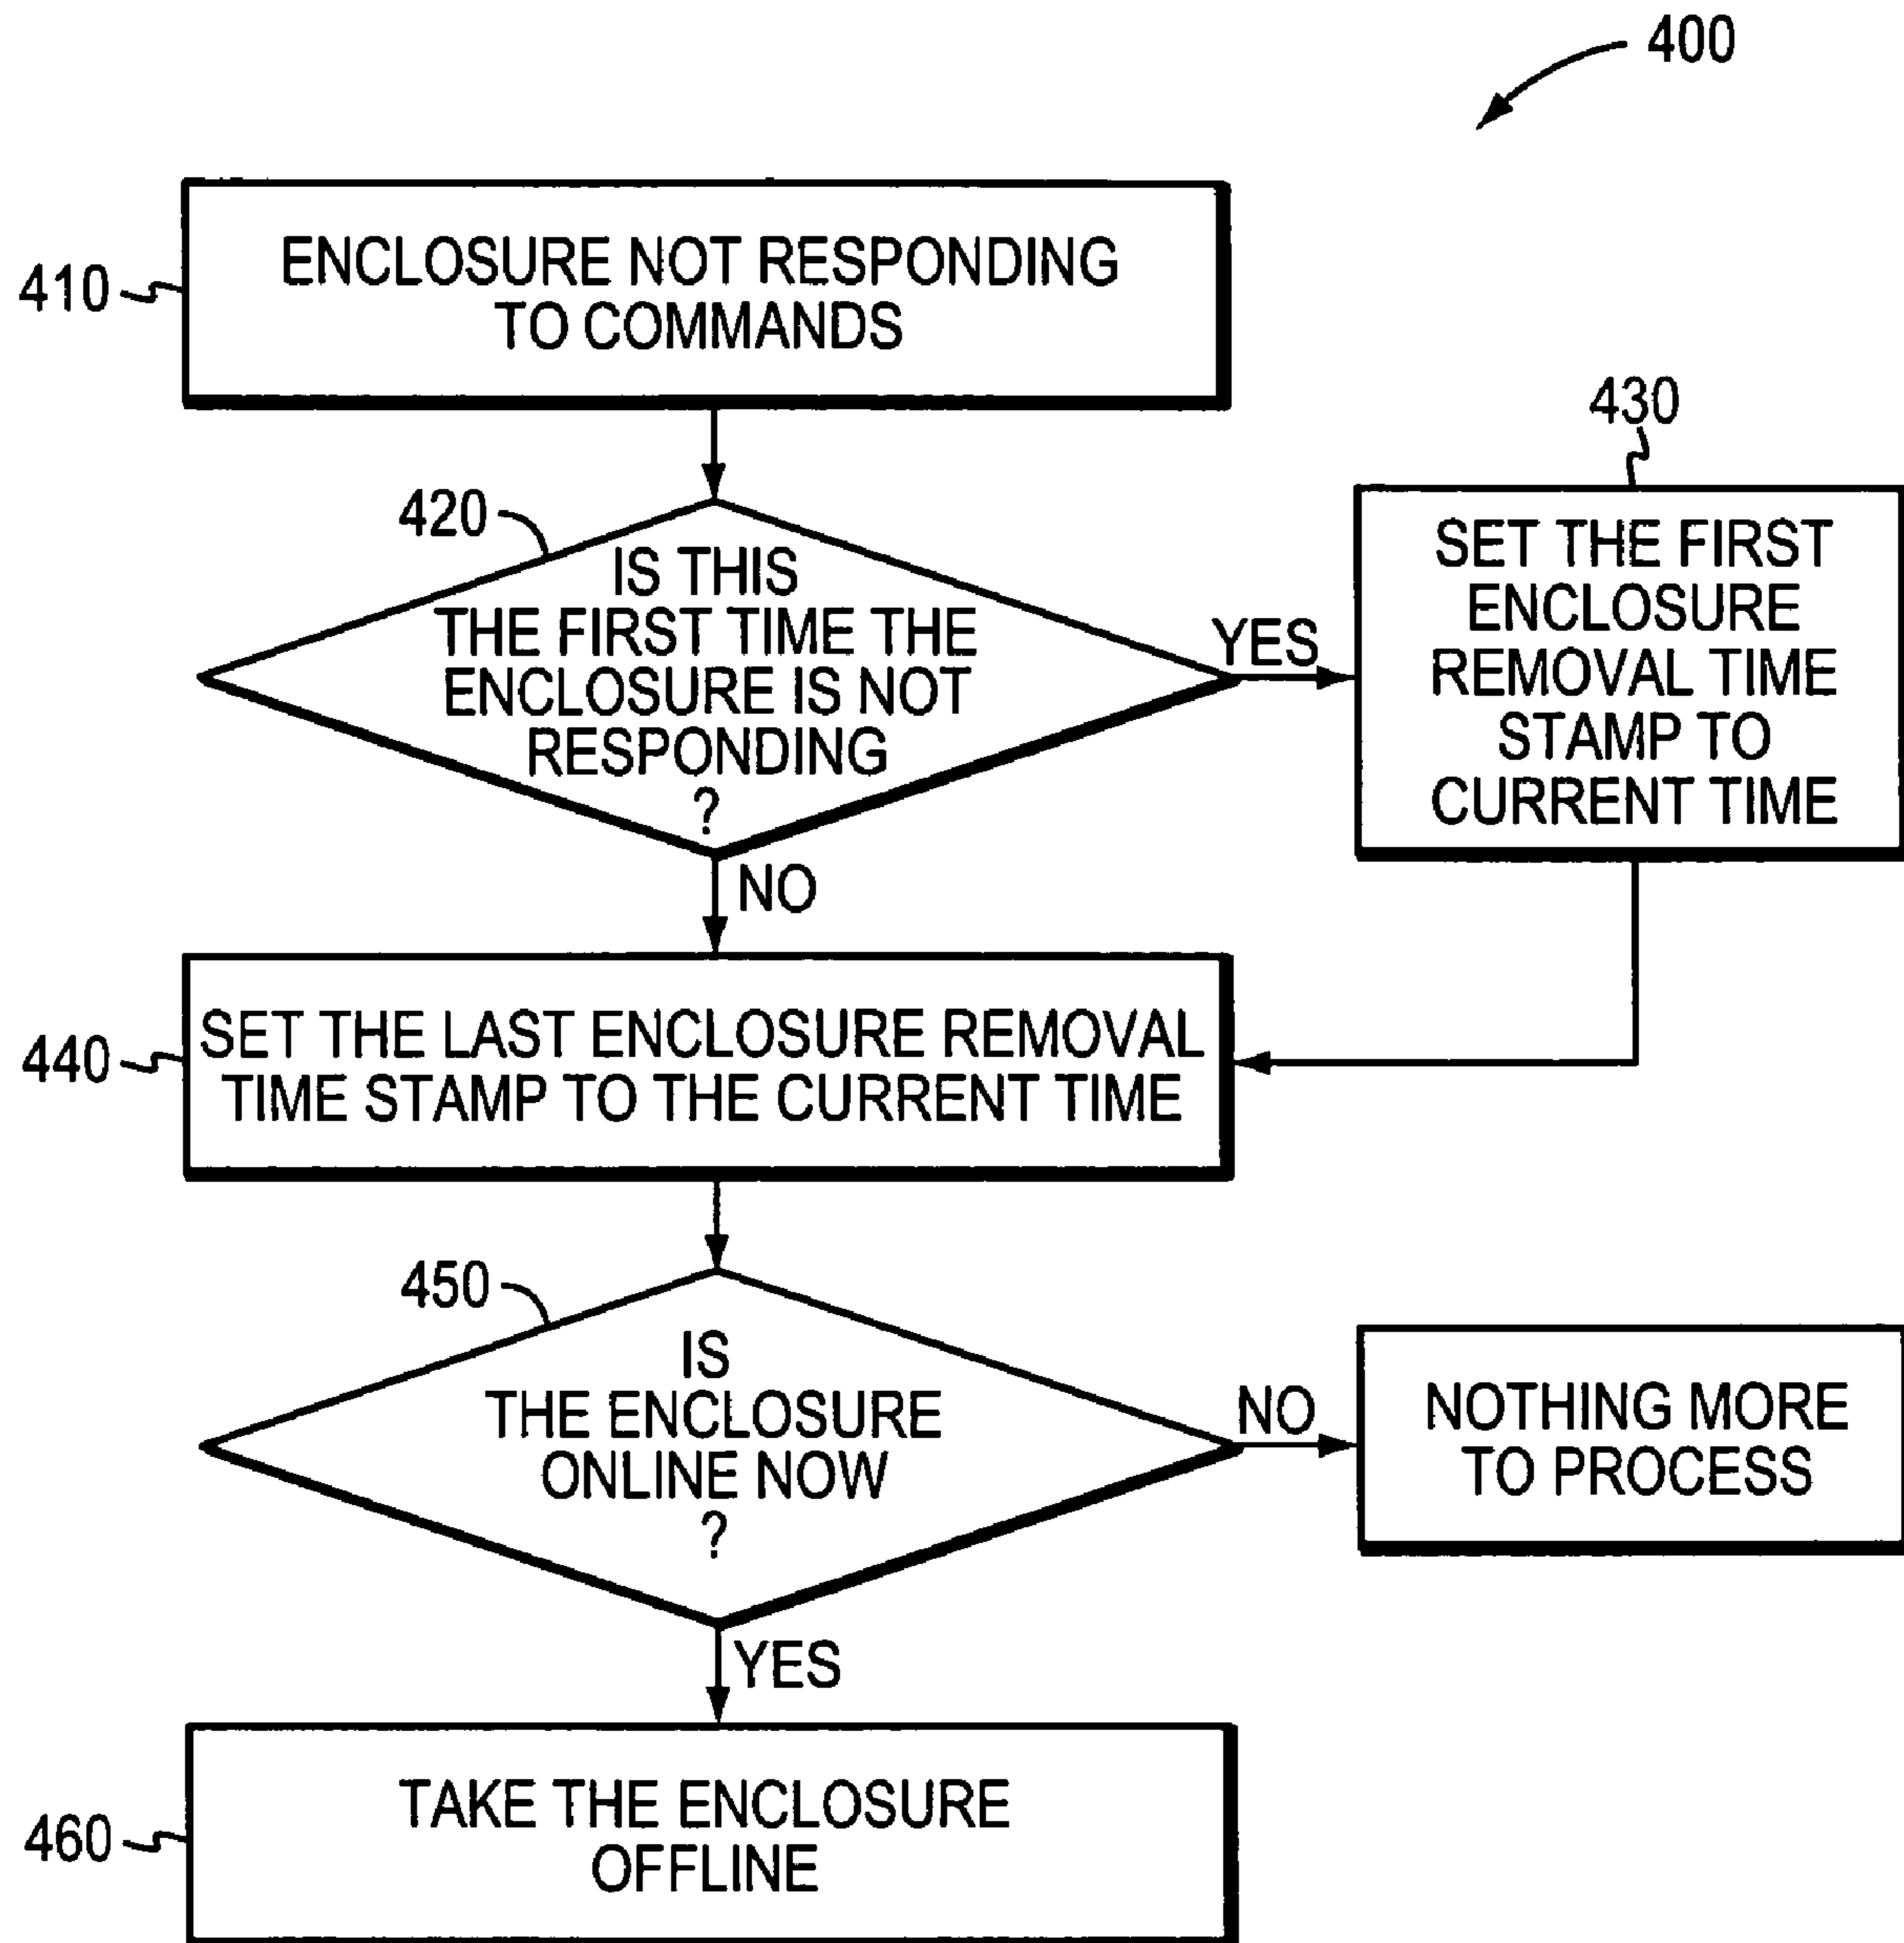 400
410
ENCLOSURE NOT RESPONDING
TO COMMANDS
420
IS THIS
THE FIRST TIME THE
ENCLOSURE IS NOT
RESPONDING
?
YES
430
SET THE FIRST
ENCLOSURE
REMOVAL TIME
STAMP TO
CURRENT TIME
NO
440
SET THE LAST ENCLOSURE REMOVAL
TIME STAMP TO THE CURRENT TIME
450
IS
THE ENCLOSURE
ONLINE NOW
?
NO
NOTHING MORE
TO PROCESS
YES
460
TAKE THE ENCLOSURE
OFFLINE